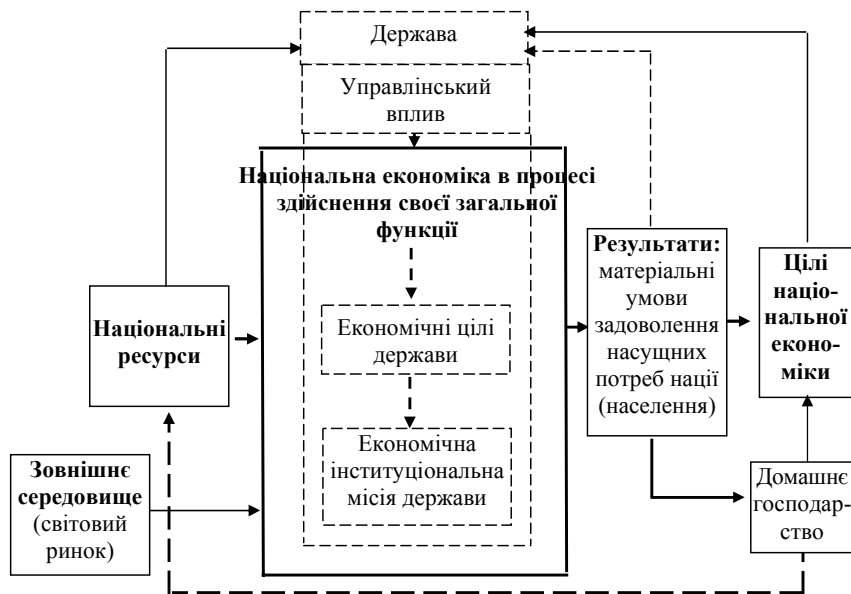 Держава
Управлінський
вплив
Національна економіка в процесі
здійснення своєї загальної
функції
Економічні цілі
держави
Економічна
інституціональна
місія держави
Національні
ресурси
Зовнішнє
середовище
(світовий
ринок)
Результати:
матеріальні
умови
задоволення
насущних
потреб нації
(населення)
Цілі
націо-
нальної
еконо-
міки
Домашнє
господар-
ство